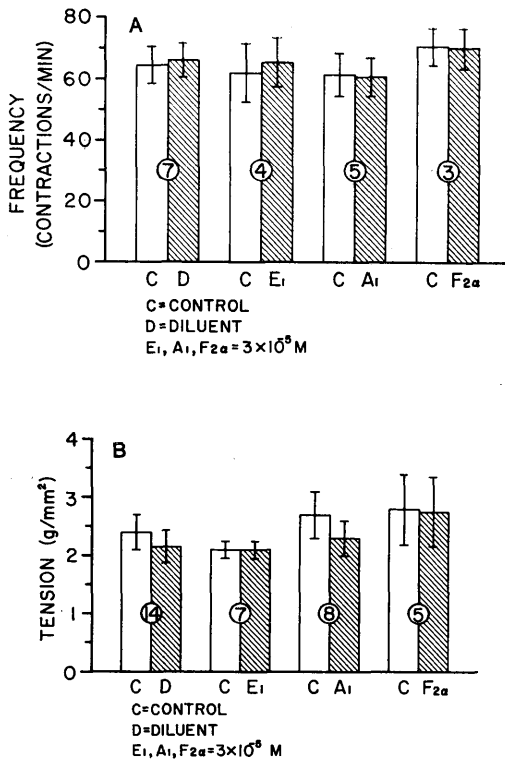 A
FREQUENCY
(CONTRACTIONS/MIN)
80
60
40
20
0
7
4
5
3
C D C E₁ C A₁ C F₂α
C=CONTROL
D=DILUENT
E₁, A₁, F₂α=3×10⁻⁵ M
B
TENSION (g/mm²)
4
3
2
1
0
14
7
8
5
C D C E₁ C A₁ C F₂α
C=CONTROL
D=DILUENT
E₁, A₁, F₂α=3×10⁻⁵ M